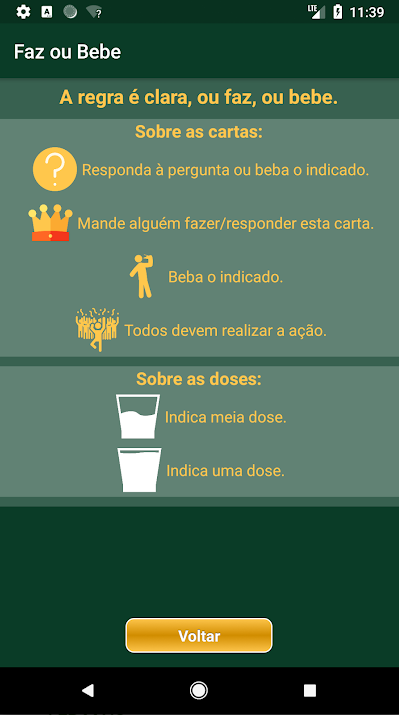 LTE 11:39
Faz ou Bebe
A regra é clara, ou faz, ou bebe.
Sobre as cartas:
? Responda à pergunta ou beba o indicado.
Mande alguém fazer/responder esta carta.
Beba o indicado.
Todos devem realizar a ação.
Sobre as doses:
Indica meia dose.
Indica uma dose.
Voltar